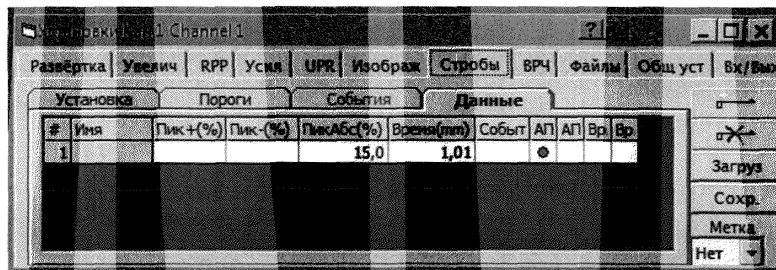 Channel 1
Развёртка Увелич RPP Усил UPR Изображ Стробы ВРЧ Файлы Общ уст Вх/Вых
Установка Пороги События Данные
# Имя Пик+(%) Пик-(%) ПикАбс(%) Время(mm) Событ АП АП Вр Вр
1 15,0 1,01
Загруз
Сохр.
Метка
Нет